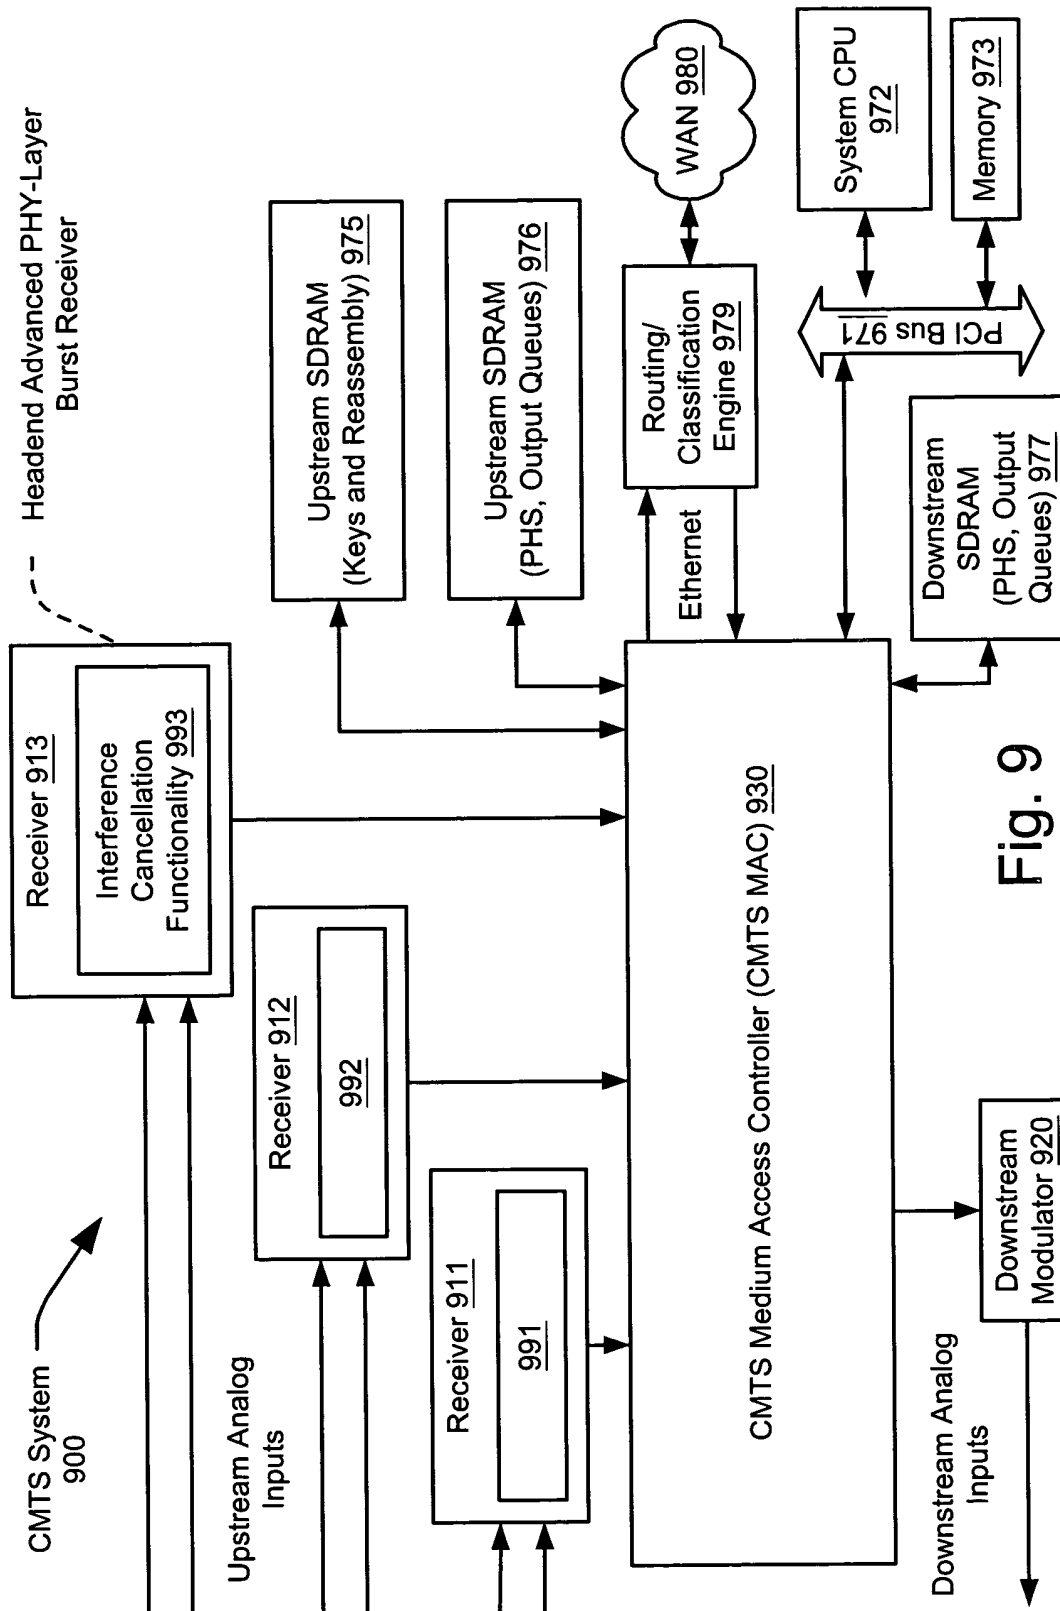 CMTS System
900
Headend Advanced PHY-Layer
Burst Receiver
Receiver 913
Interference
Cancellation
Functionality 993
Upstream Analog
Inputs
Receiver 912
992
Upstream SDRAM
(Keys and Reassembly) 975
Receiver 911
991
Upstream SDRAM
(PHS, Output Queues) 976
CMTS Medium Access Controller (CMTS MAC) 930
Ethernet
Routing/
Classification
Engine 979
WAN 980
System CPU
972
PCI Bus 971
Memory 973
Downstream Analog
Inputs
Downstream
Modulator 920
Downstream
SDRAM
(PHS, Output
Queues) 977
Fig. 9